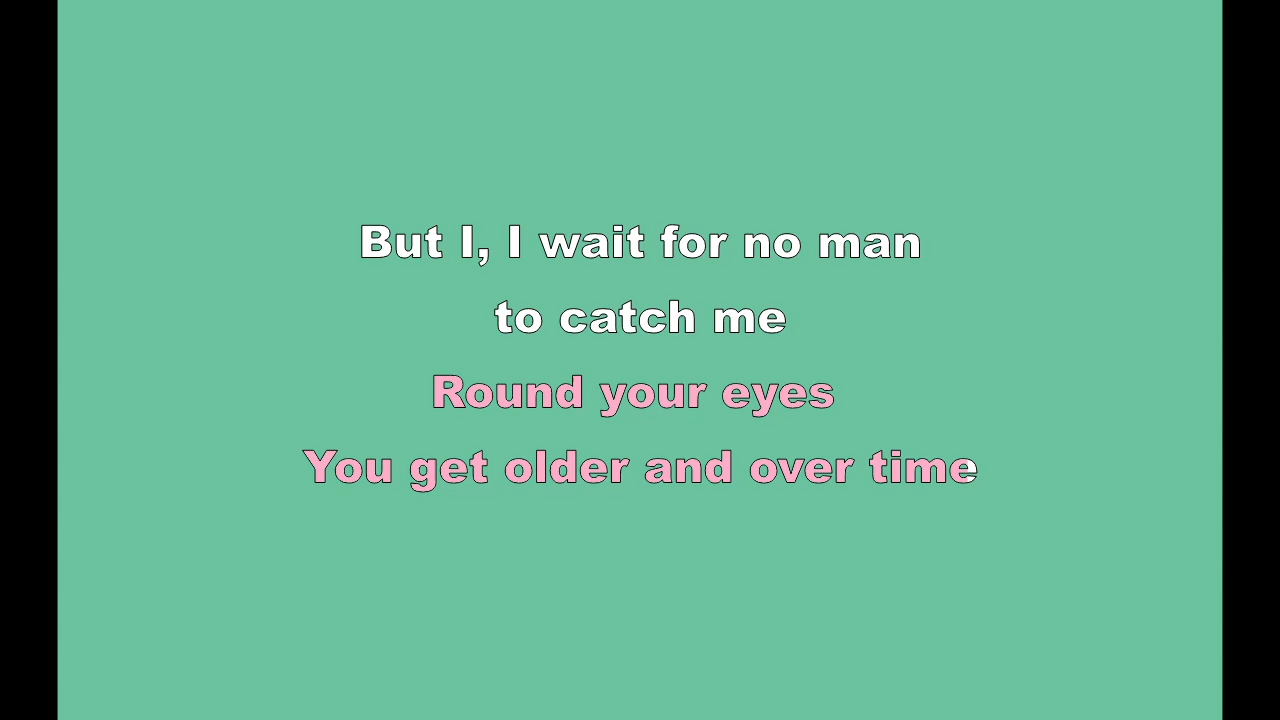 But I, I wait for no man
to catch me
Round your eyes
You get older and over time